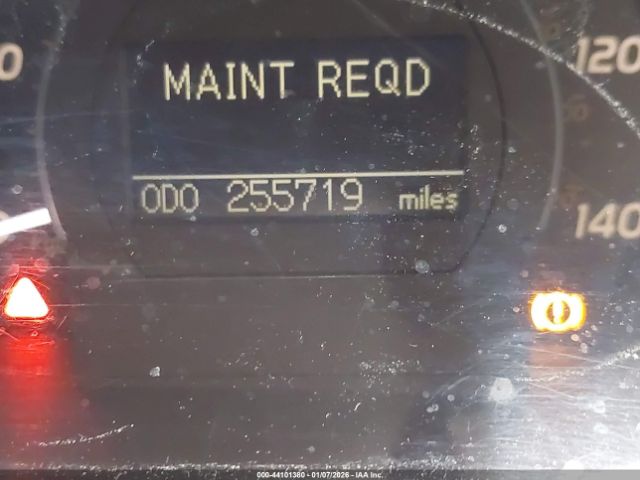 MAINT REQD
ODO 255719 miles
0
120
140
000-44101380 - 01/07/2026 - IAA Inc.